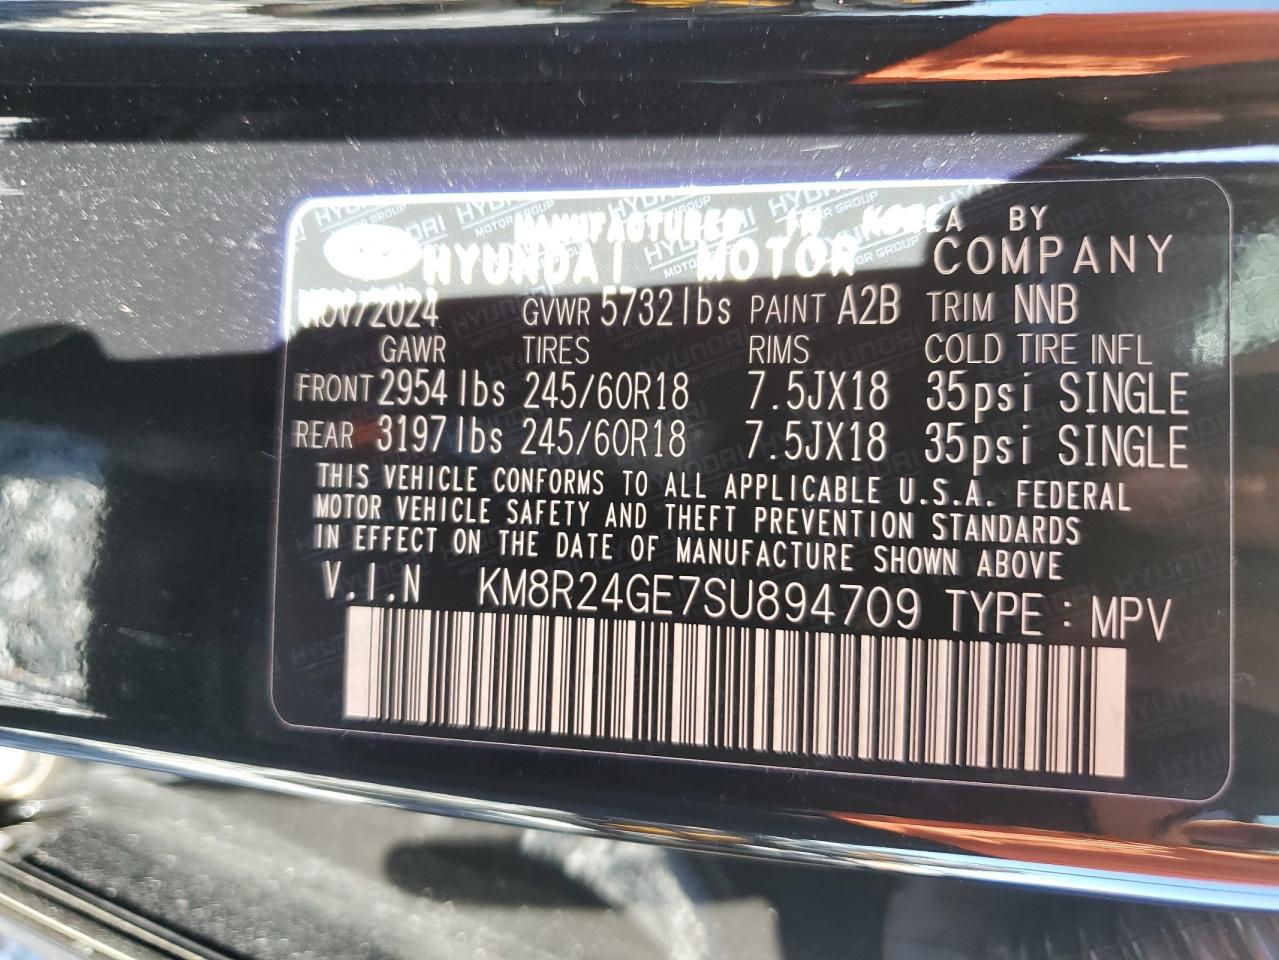 MANUFACTURED IN KOREA BY
HYUNDAI MOTOR COMPANY
NOV/2024 GVWR 5732lbs PAINT A2B TRIM NNB
GAWR TIRES RIMS COLD TIRE INFL
FRONT 2954lbs 245/60R18 7.5JX18 35psi SINGLE
REAR 3197lbs 245/60R18 7.5JX18 35psi SINGLE
THIS VEHICLE CONFORMS TO ALL APPLICABLE U.S.A. FEDERAL
MOTOR VEHICLE SAFETY AND THEFT PREVENTION STANDARDS
IN EFFECT ON THE DATE OF MANUFACTURE SHOWN ABOVE
V.I.N KM8R24GE7SU894709 TYPE : MPV